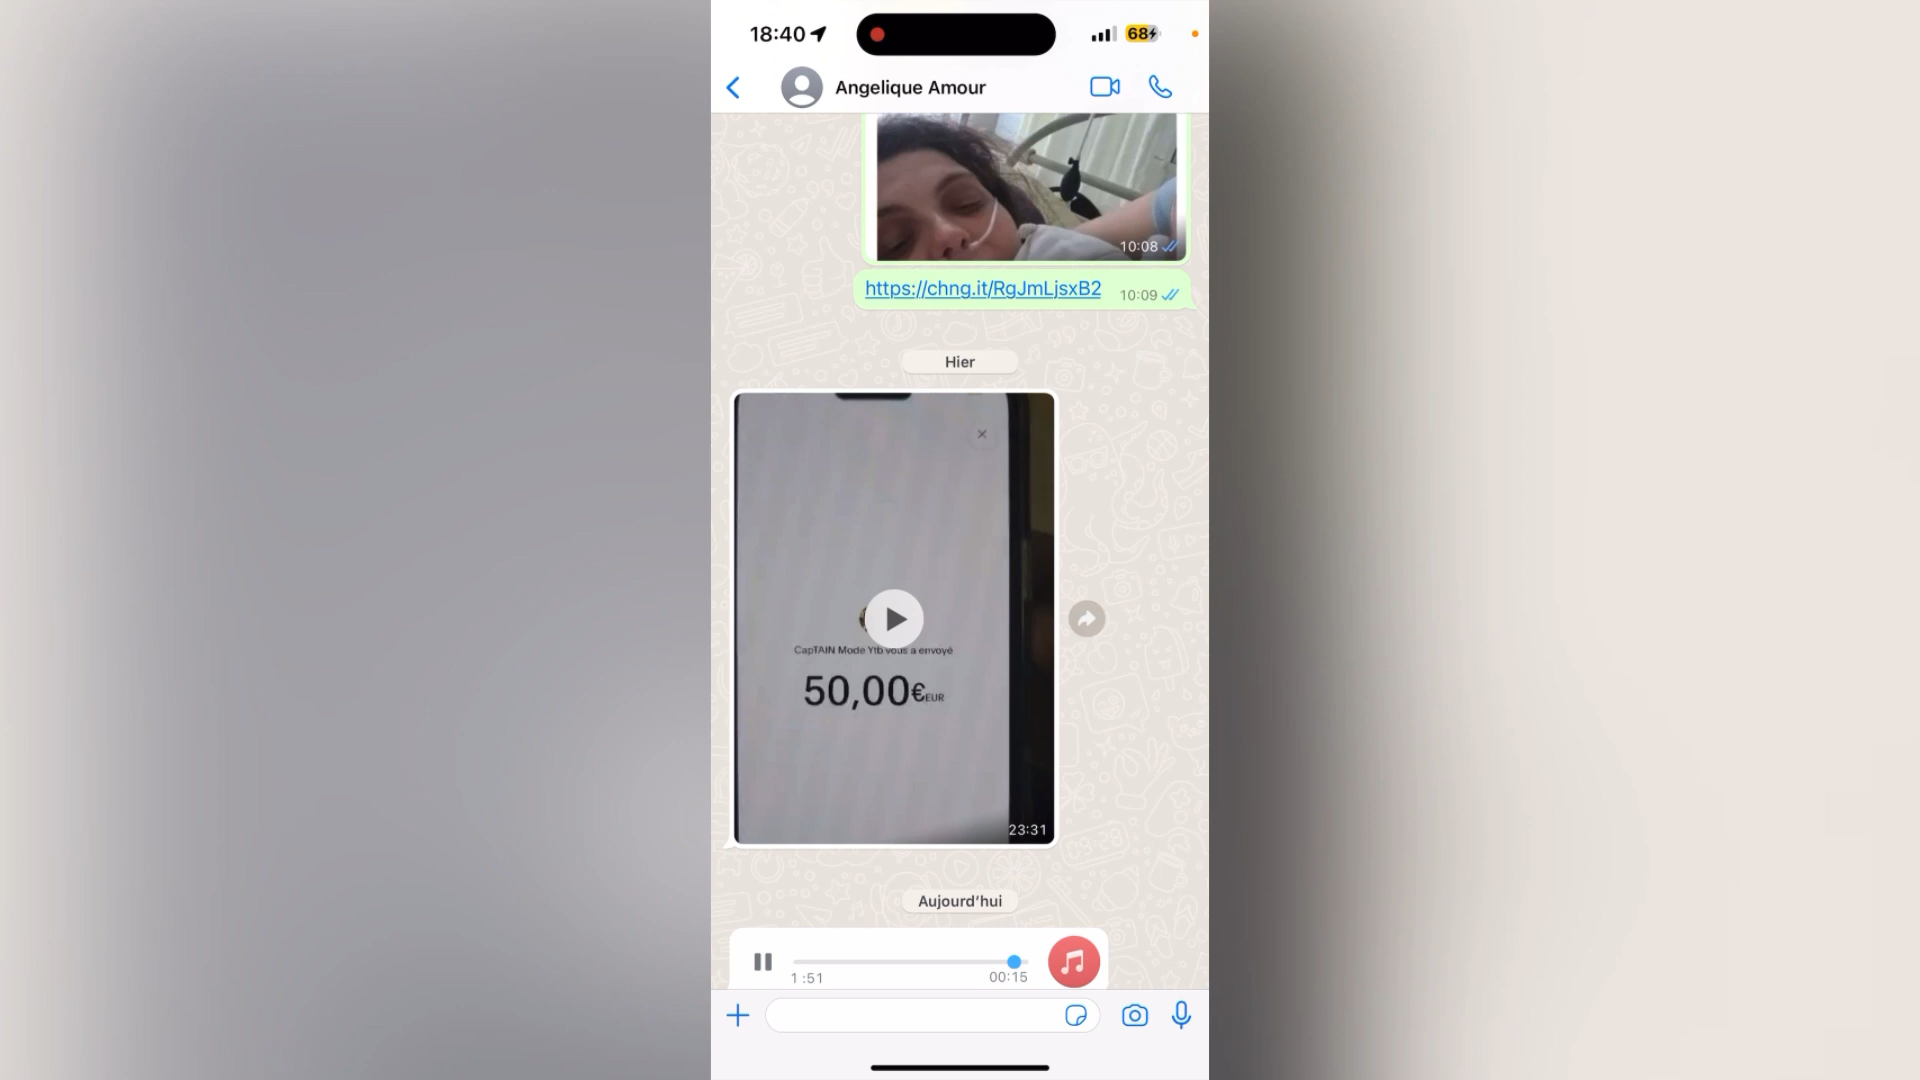 18:40
68
Angelique Amour
10:08
https://chng.it/RgJmLjsxB2 10:09
Hier
CapTAIN Mode Ytb vous a envoyé
50,00€EUR
23:31
Aujourd'hui
1:51
00:15